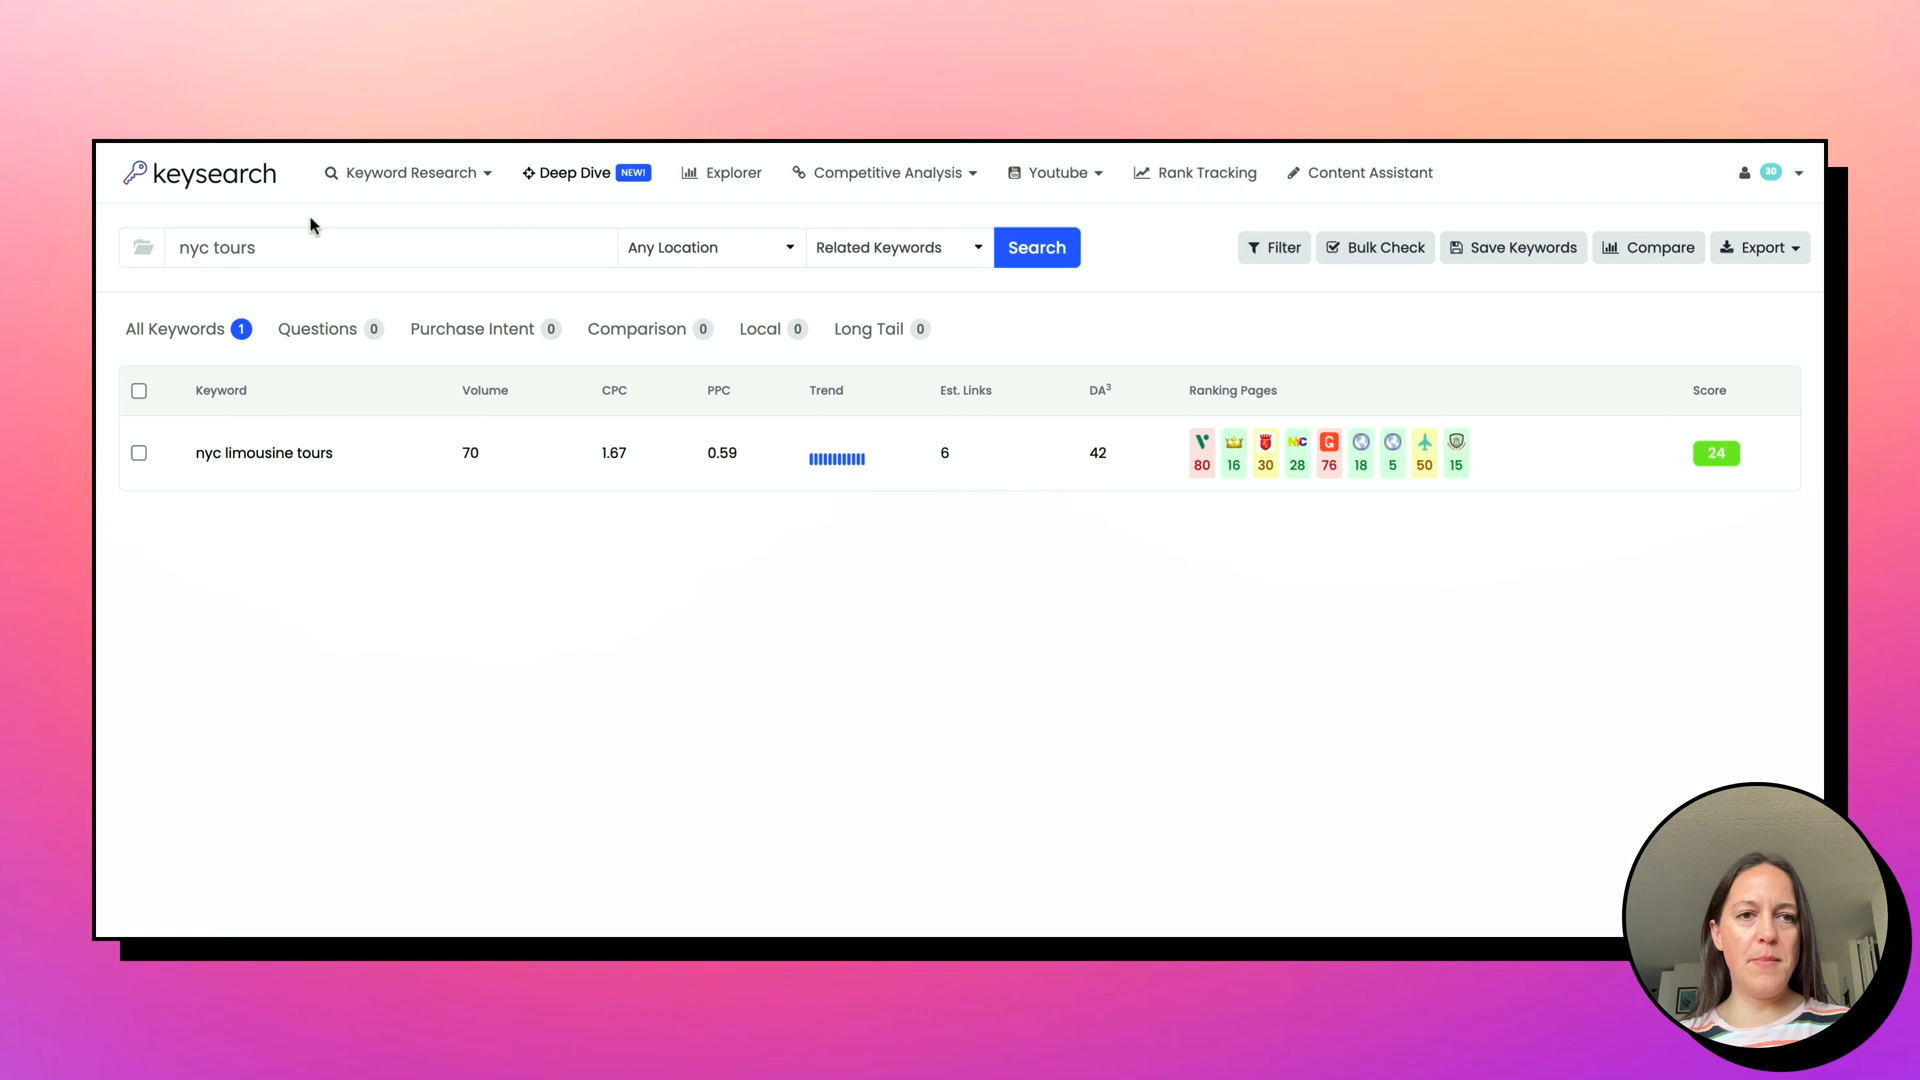 keysearch
Keyword Research
Deep Dive NEW!
Explorer
Competitive Analysis
Youtube
Rank Tracking
Content Assistant
30
nyc tours
Any Location
Related Keywords
Search
Filter
Bulk Check
Save Keywords
Compare
Export
All Keywords 1
Questions 0
Purchase Intent 0
Comparison 0
Local 0
Long Tail 0
Keyword Volume CPC PPC Trend Est. Links DA3 Ranking Pages Score
nyc limousine tours 70 1.67 0.59 6 42 80 16 30 NYC 28 G 76 18 5 50 15 24